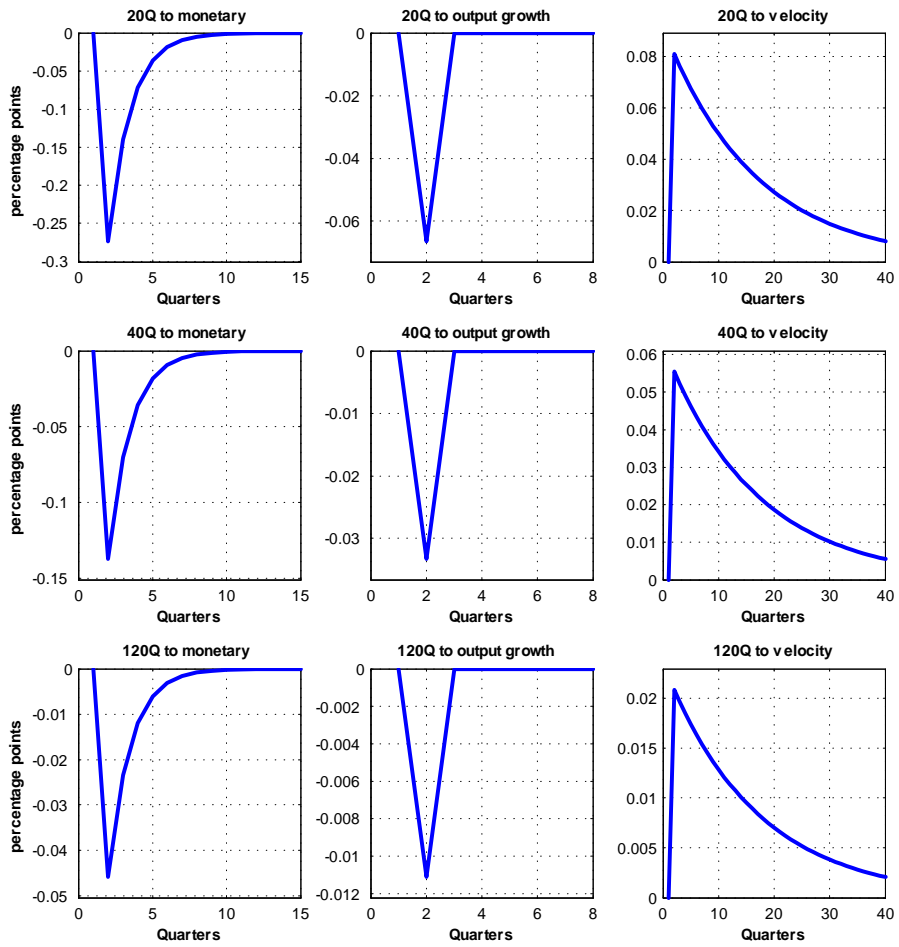 20Q to monetary
0
-0.05
-0.1
-0.15
-0.2
-0.25
-0.3
percentage points
0 5 10 15
Quarters
20Q to output growth
0
-0.02
-0.04
-0.06
0 2 4 6 8
Quarters
20Q to v elocity
0.08
0.06
0.04
0.02
0
0 10 20 30 40
Quarters
40Q to monetary
0
-0.05
-0.1
-0.15
percentage points
0 5 10 15
Quarters
40Q to output growth
0
-0.01
-0.02
-0.03
0 2 4 6 8
Quarters
40Q to v elocity
0.06
0.05
0.04
0.03
0.02
0.01
0
0 10 20 30 40
Quarters
120Q to monetary
0
-0.01
-0.02
-0.03
-0.04
-0.05
percentage points
0 5 10 15
Quarters
120Q to output growth
0
-0.002
-0.004
-0.006
-0.008
-0.01
-0.012
0 2 4 6 8
Quarters
120Q to v elocity
0.02
0.015
0.01
0.005
0
0 10 20 30 40
Quarters